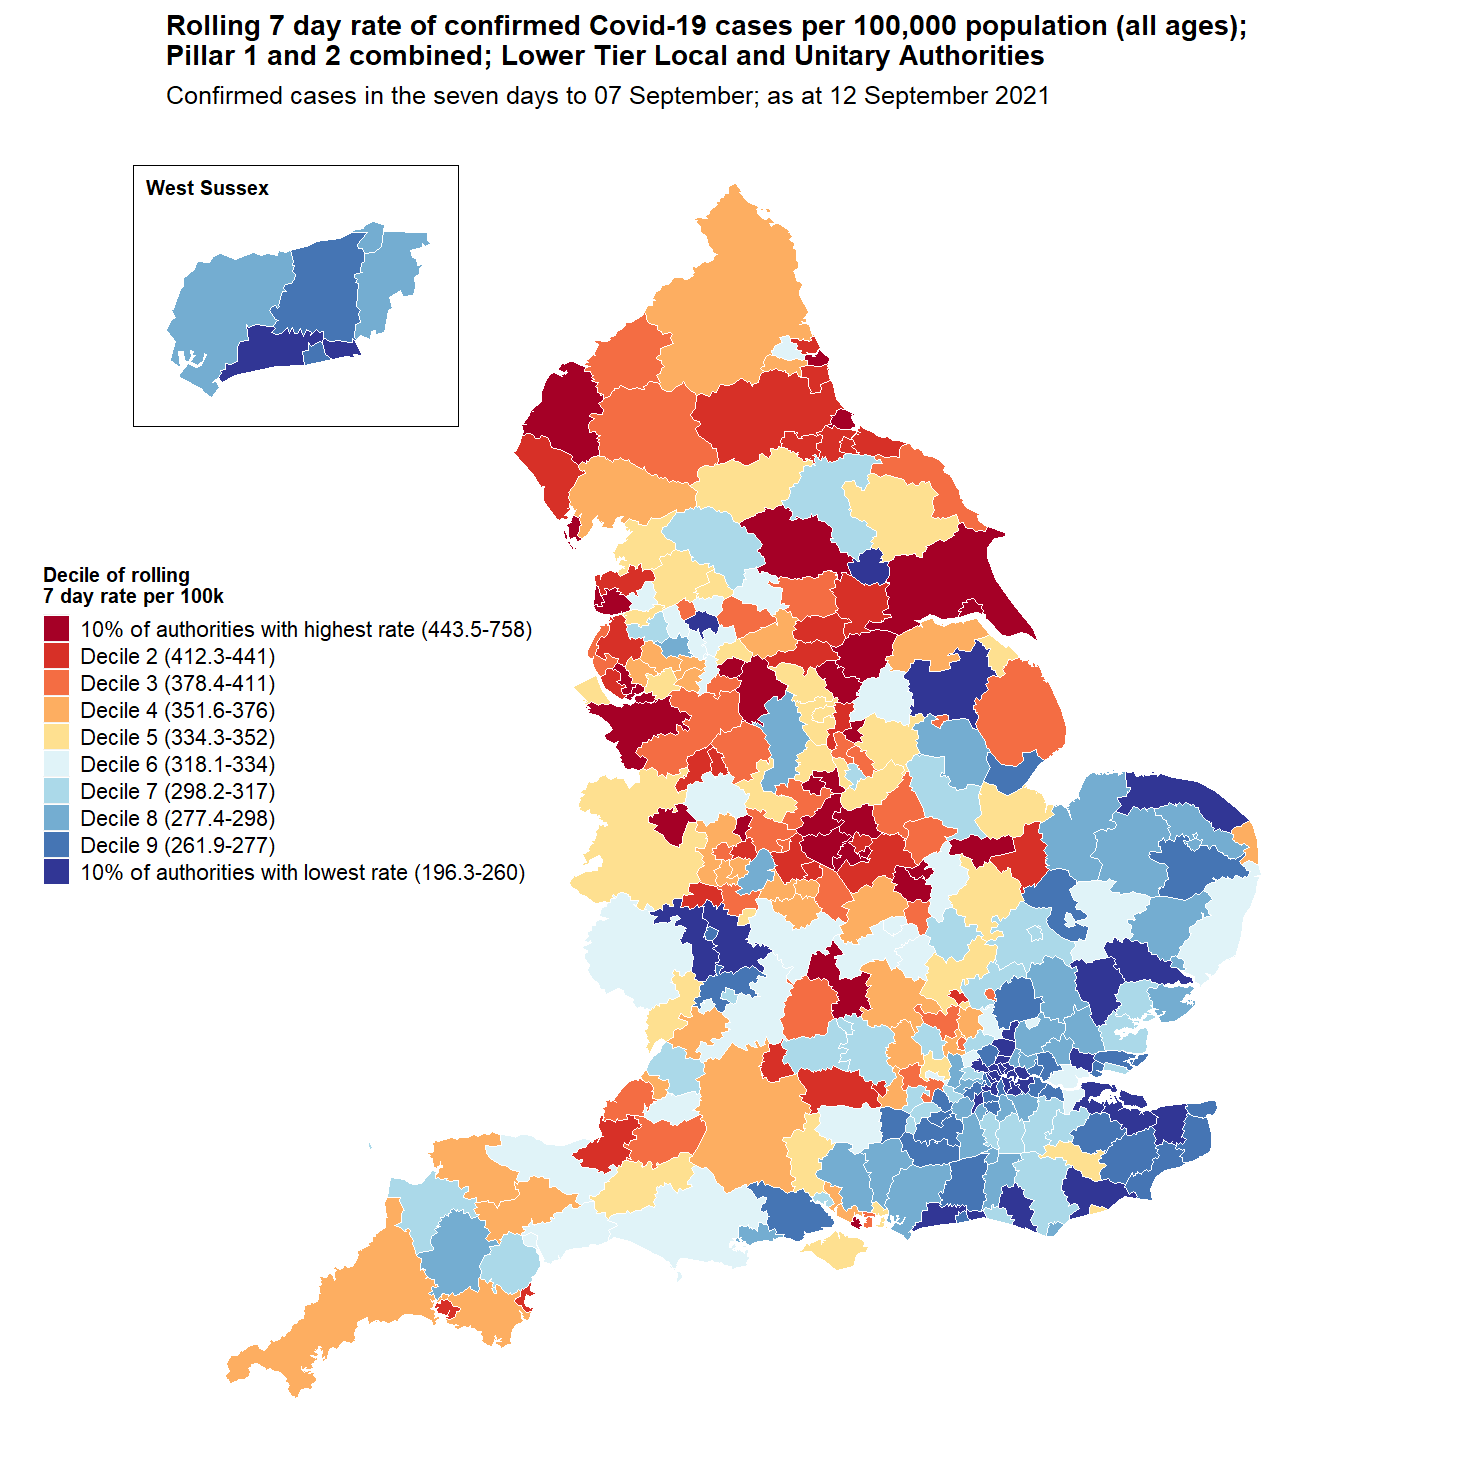 Rolling 7 day rate of confirmed Covid-19 cases per 100,000 population (all ages);
Pillar 1 and 2 combined; Lower Tier Local and Unitary Authorities
Confirmed cases in the seven days to 07 September; as at 12 September 2021
West Sussex
Decile of rolling
7 day rate per 100k
10% of authorities with highest rate (443.5-758)
Decile 2 (412.3-441)
Decile 3 (378.4-411)
Decile 4 (351.6-376)
Decile 5 (334.3-352)
Decile 6 (318.1-334)
Decile 7 (298.2-317)
Decile 8 (277.4-298)
Decile 9 (261.9-277)
10% of authorities with lowest rate (196.3-260)